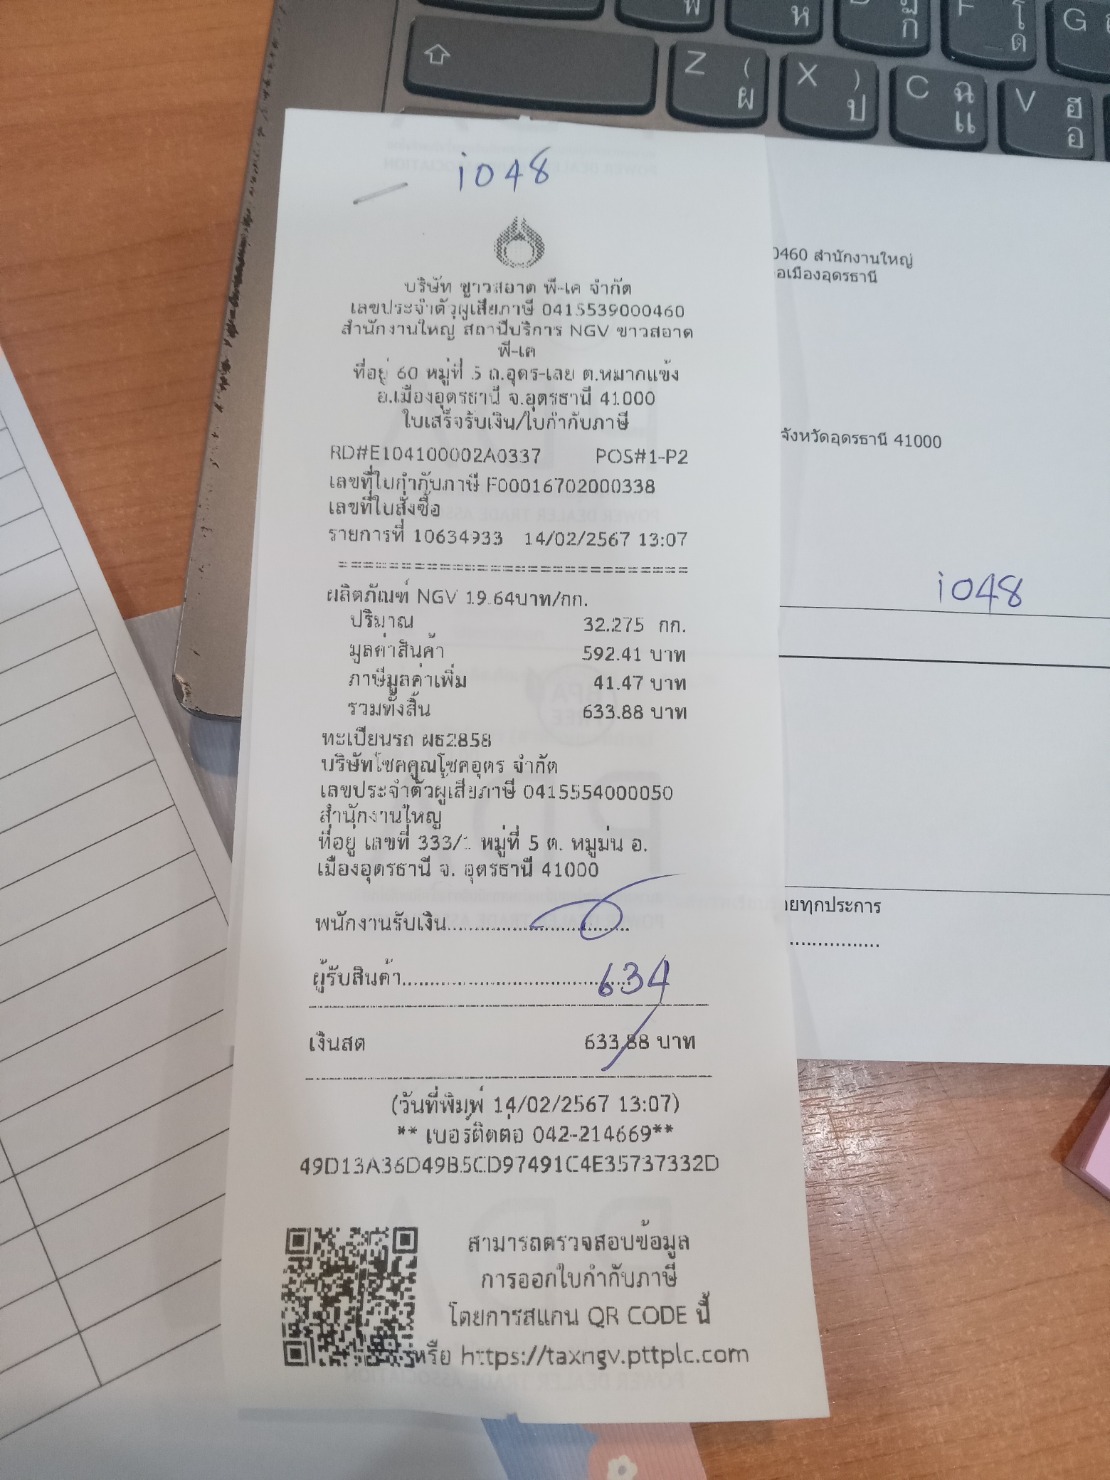 i048
บริษัท ขาวสอาด พี-เค จำกัด
เลขประจำตัวผู้เสียภาษี 0415539000460
สำนักงานใหญ่ สถานีบริการ NGV ขาวสอาด
พี-เค
ที่อยู่ 60 หมู่ที่ 5 ถ.อุดร-เลย ต.หมากแข้ง
อ.เมืองอุดรธานี จ.อุดรธานี 41000
ใบเสร็จรับเงิน/ใบกำกับภาษี
RD#E104100002A0337 POS#1-P2
เลขที่ใบกำกับภาษี F00016702000338
เลขที่ใบสั่งซื้อ
รายการที่ 10634933 14/02/2567 13:07
ผลิตภัณฑ์ NGV 19.64บาท/กก.
ปริมาณ 32.275 กก.
มูลค่าสินค้า 592.41 บาท
ภาษีมูลค่าเพิ่ม 41.47 บาท
รวมทั้งสิ้น 633.88 บาท
ทะเบียนรถ ผธ2858
บริษัทโชคคูณโชคอุดร จำกัด
เลขประจำตัวผู้เสียภาษี 0415554000050
สำนักงานใหญ่
ที่อยู่ เลขที่ 333/1 หมู่ที่ 5 ต. หมูม่น อ.
เมืองอุดรธานี จ. อุดรธานี 41000
พนักงานรับเงิน
ผู้รับสินค้า 634
เงินสด 633.88 บาท
(วันที่พิมพ์ 14/02/2567 13:07)
** เบอร์ติดต่อ 042-214669**
49D13A36D49B5CD97491C4E35737332D
สามารถตรวจสอบข้อมูล
การออกใบกำกับภาษี
โดยการสแกน QR CODE นี้
หรือ https://taxngv.pttplc.com
0460 สำนักงานใหญ่
อเมืองอุดรธานี
จังหวัดอุดรธานี 41000
i048
ยทุกประการ
Z ( ผ
X ) ป
C ฉ แ
V ฮ อ
F โ ด
G